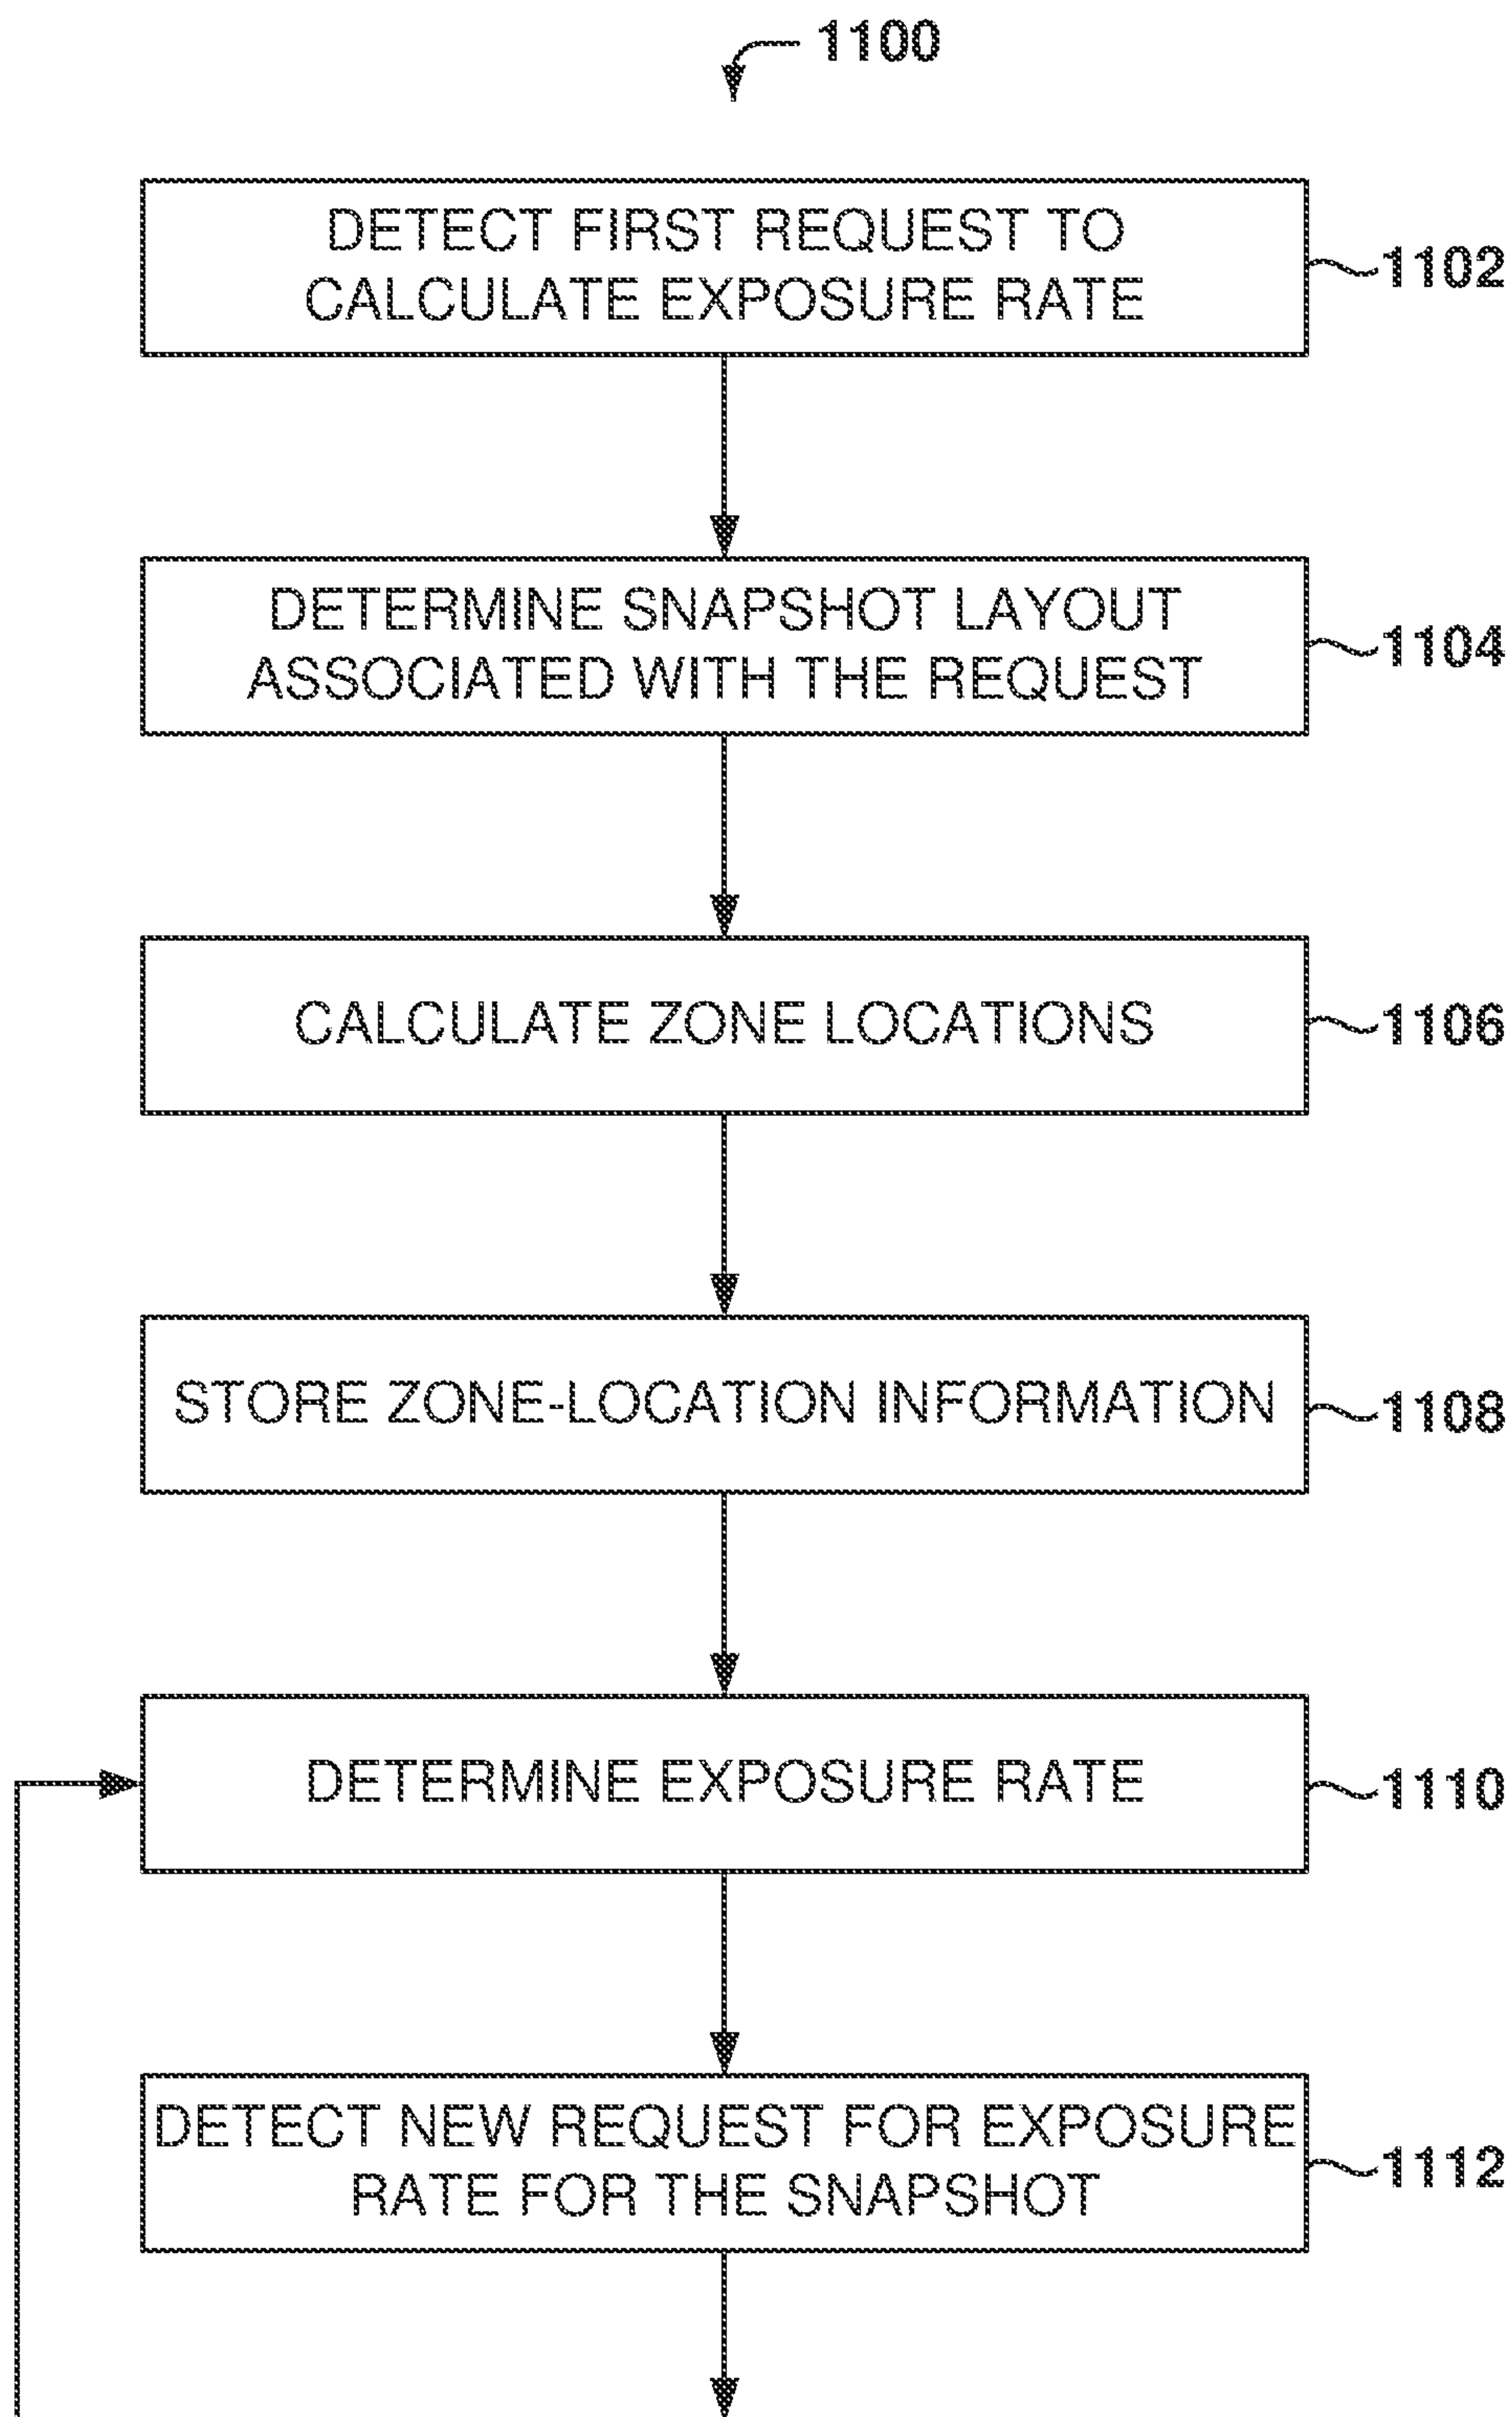 1100
DETECT FIRST REQUEST TO
CALCULATE EXPOSURE RATE
1102
DETERMINE SNAPSHOT LAYOUT
ASSOCIATED WITH THE REQUEST
1104
CALCULATE ZONE LOCATIONS
1106
STORE ZONE-LOCATION INFORMATION
1108
DETERMINE EXPOSURE RATE
1110
DETECT NEW REQUEST FOR EXPOSURE
RATE FOR THE SNAPSHOT
1112